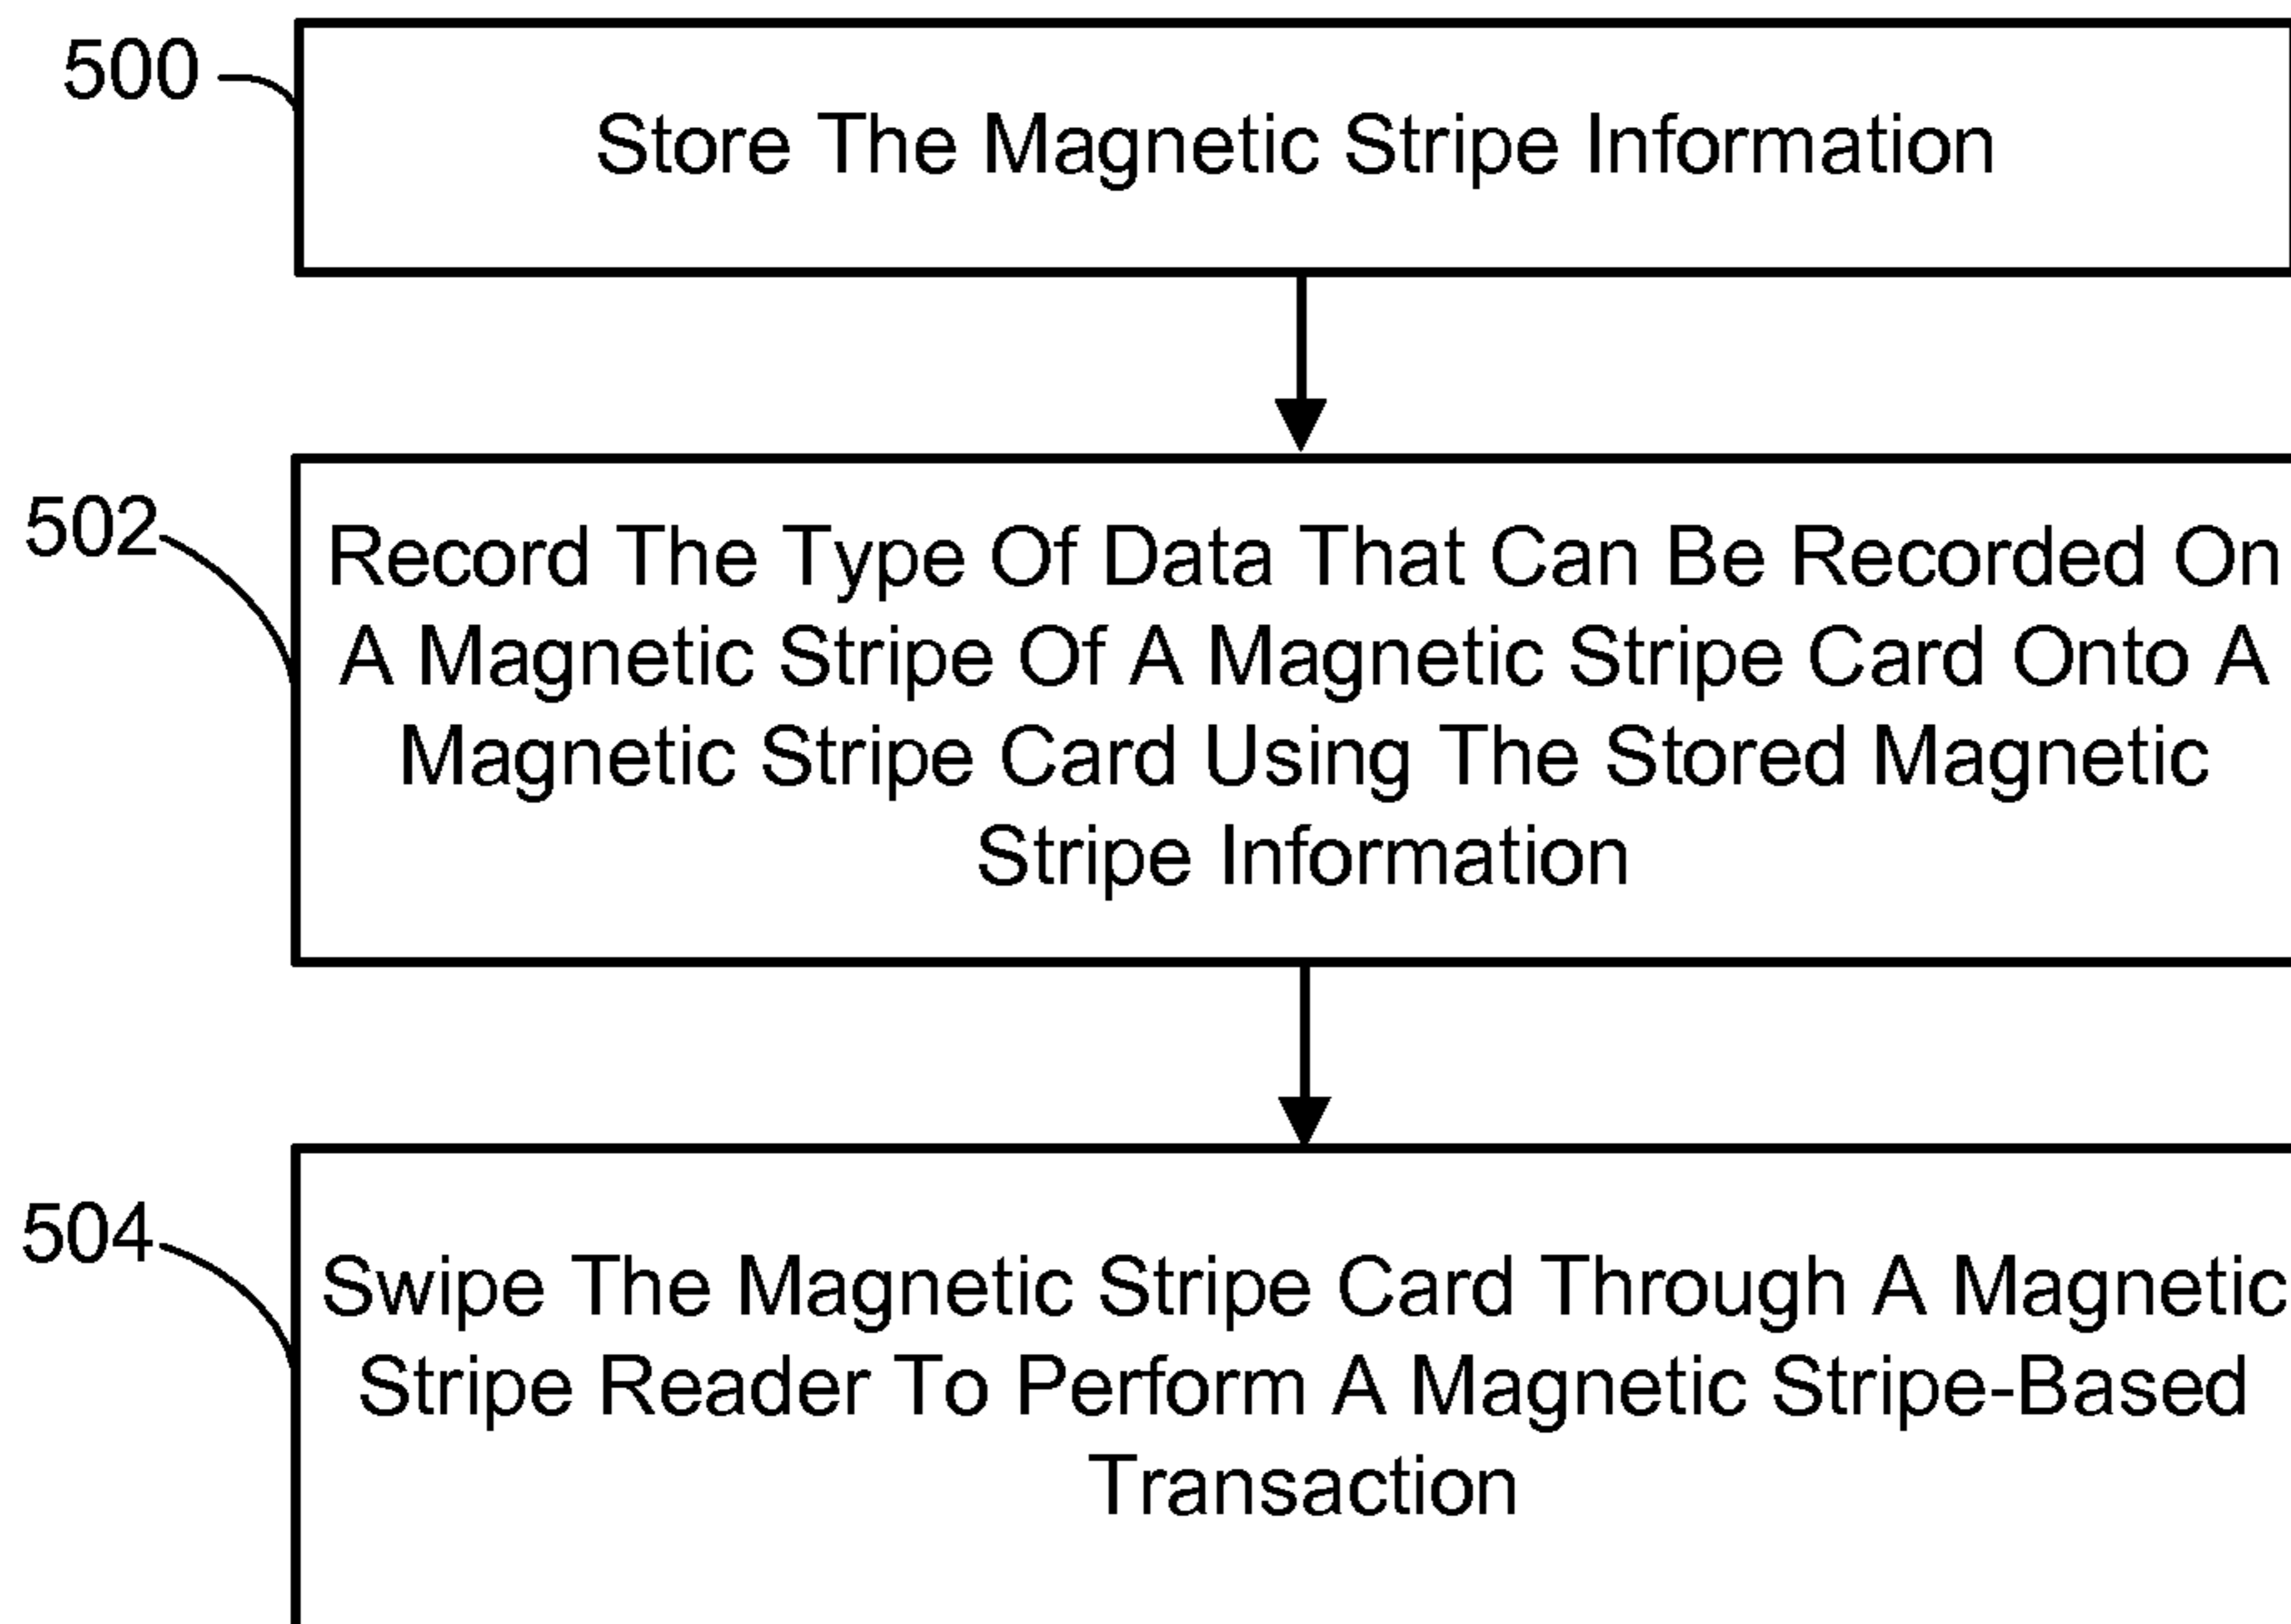 500
Store The Magnetic Stripe Information
502
Record The Type Of Data That Can Be Recorded On
A Magnetic Stripe Of A Magnetic Stripe Card Onto A
Magnetic Stripe Card Using The Stored Magnetic
Stripe Information
504
Swipe The Magnetic Stripe Card Through A Magnetic
Stripe Reader To Perform A Magnetic Stripe-Based
Transaction